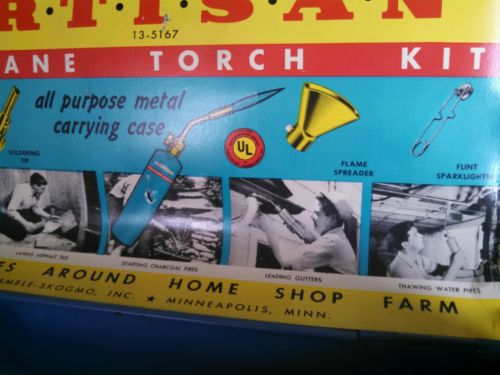 RTISAN
13-5167
ANE TORCH KIT
all purpose metal
carrying case
UL
SOLDERING
TIP
FLAME
SPREADER
FLINT
SPARKLIGHTER
LAYING ASPHALT TILE
STARTING CHARCOAL FIRES
LEADING GUTTERS
THAWING WATER PIPES
ES AROUND HOME SHOP FARM
AMBLE-SKOGMO, INC. ★ MINNEAPOLIS, MINN.